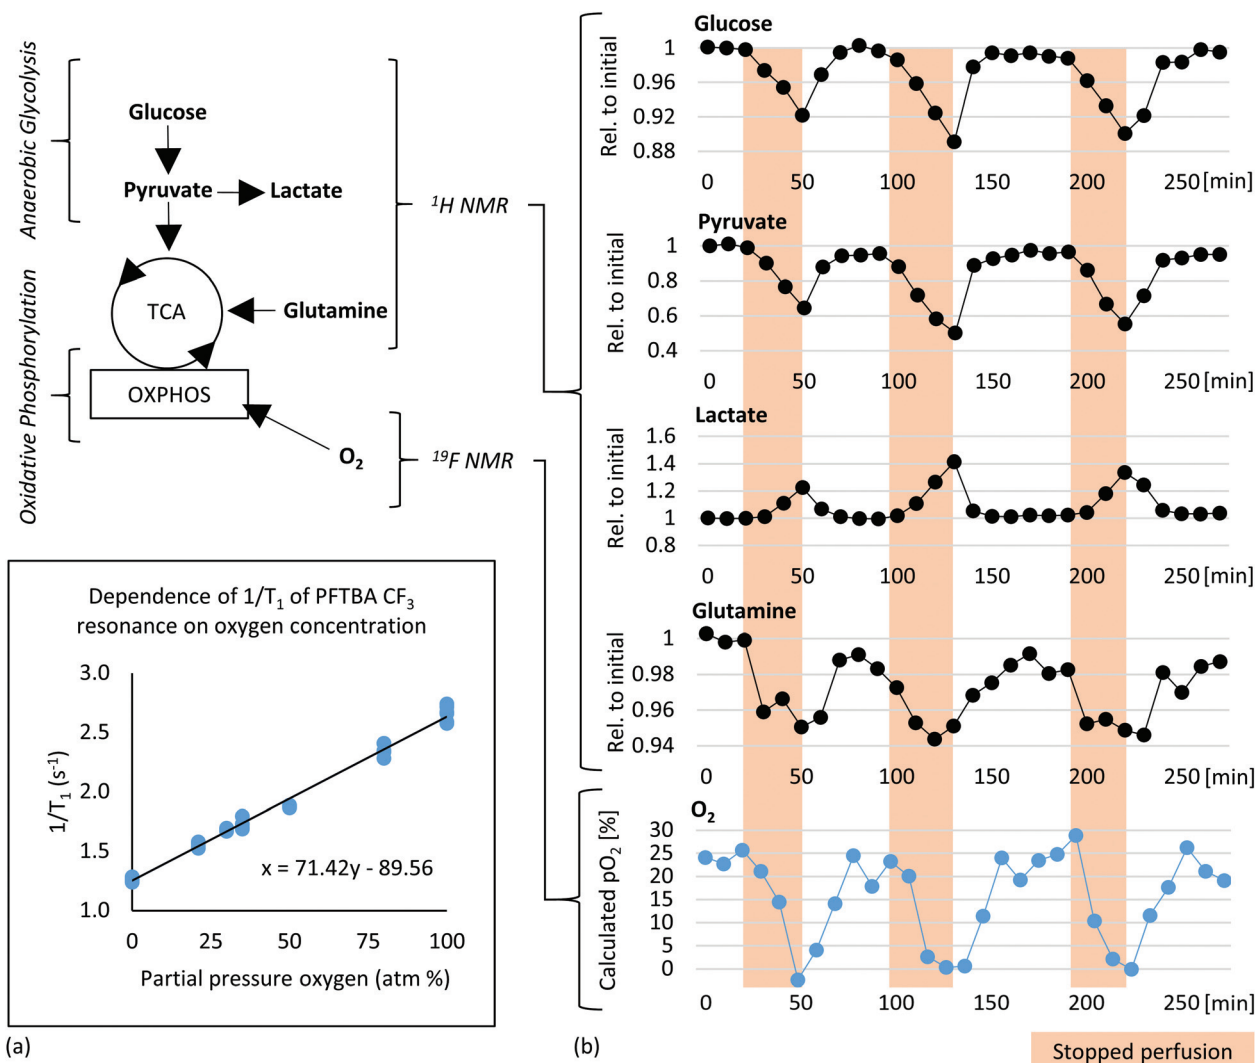 Anaerobic Glycolysis
Glucose
Pyruvate
Lactate
TCA
Glutamine
Oxidative Phosphorylation
OXPHOS
O₂
¹H NMR
¹⁹F NMR
Dependence of 1/T₁ of PFTBA CF₃
resonance on oxygen concentration
1/T₁ (s⁻¹)
3.0
2.5
2.0
1.5
1.0
x = 71.42y - 89.56
0 25 50 75 100
Partial pressure oxygen (atm %)
(a)
Glucose
Rel. to initial
1
0.96
0.92
0.88
0 50 100 150 200 250 [min]
Pyruvate
Rel. to initial
1
0.8
0.6
0.4
0 50 100 150 200 250 [min]
Lactate
Rel. to initial
1.6
1.4
1.2
1
0.8
0 50 100 150 200 250 [min]
Glutamine
Rel. to initial
1
0.98
0.96
0.94
0 50 100 150 200 250 [min]
O₂
Calculated pO₂ [%]
30
25
20
15
10
5
0
0 50 100 150 200 250 [min]
(b)
Stopped perfusion